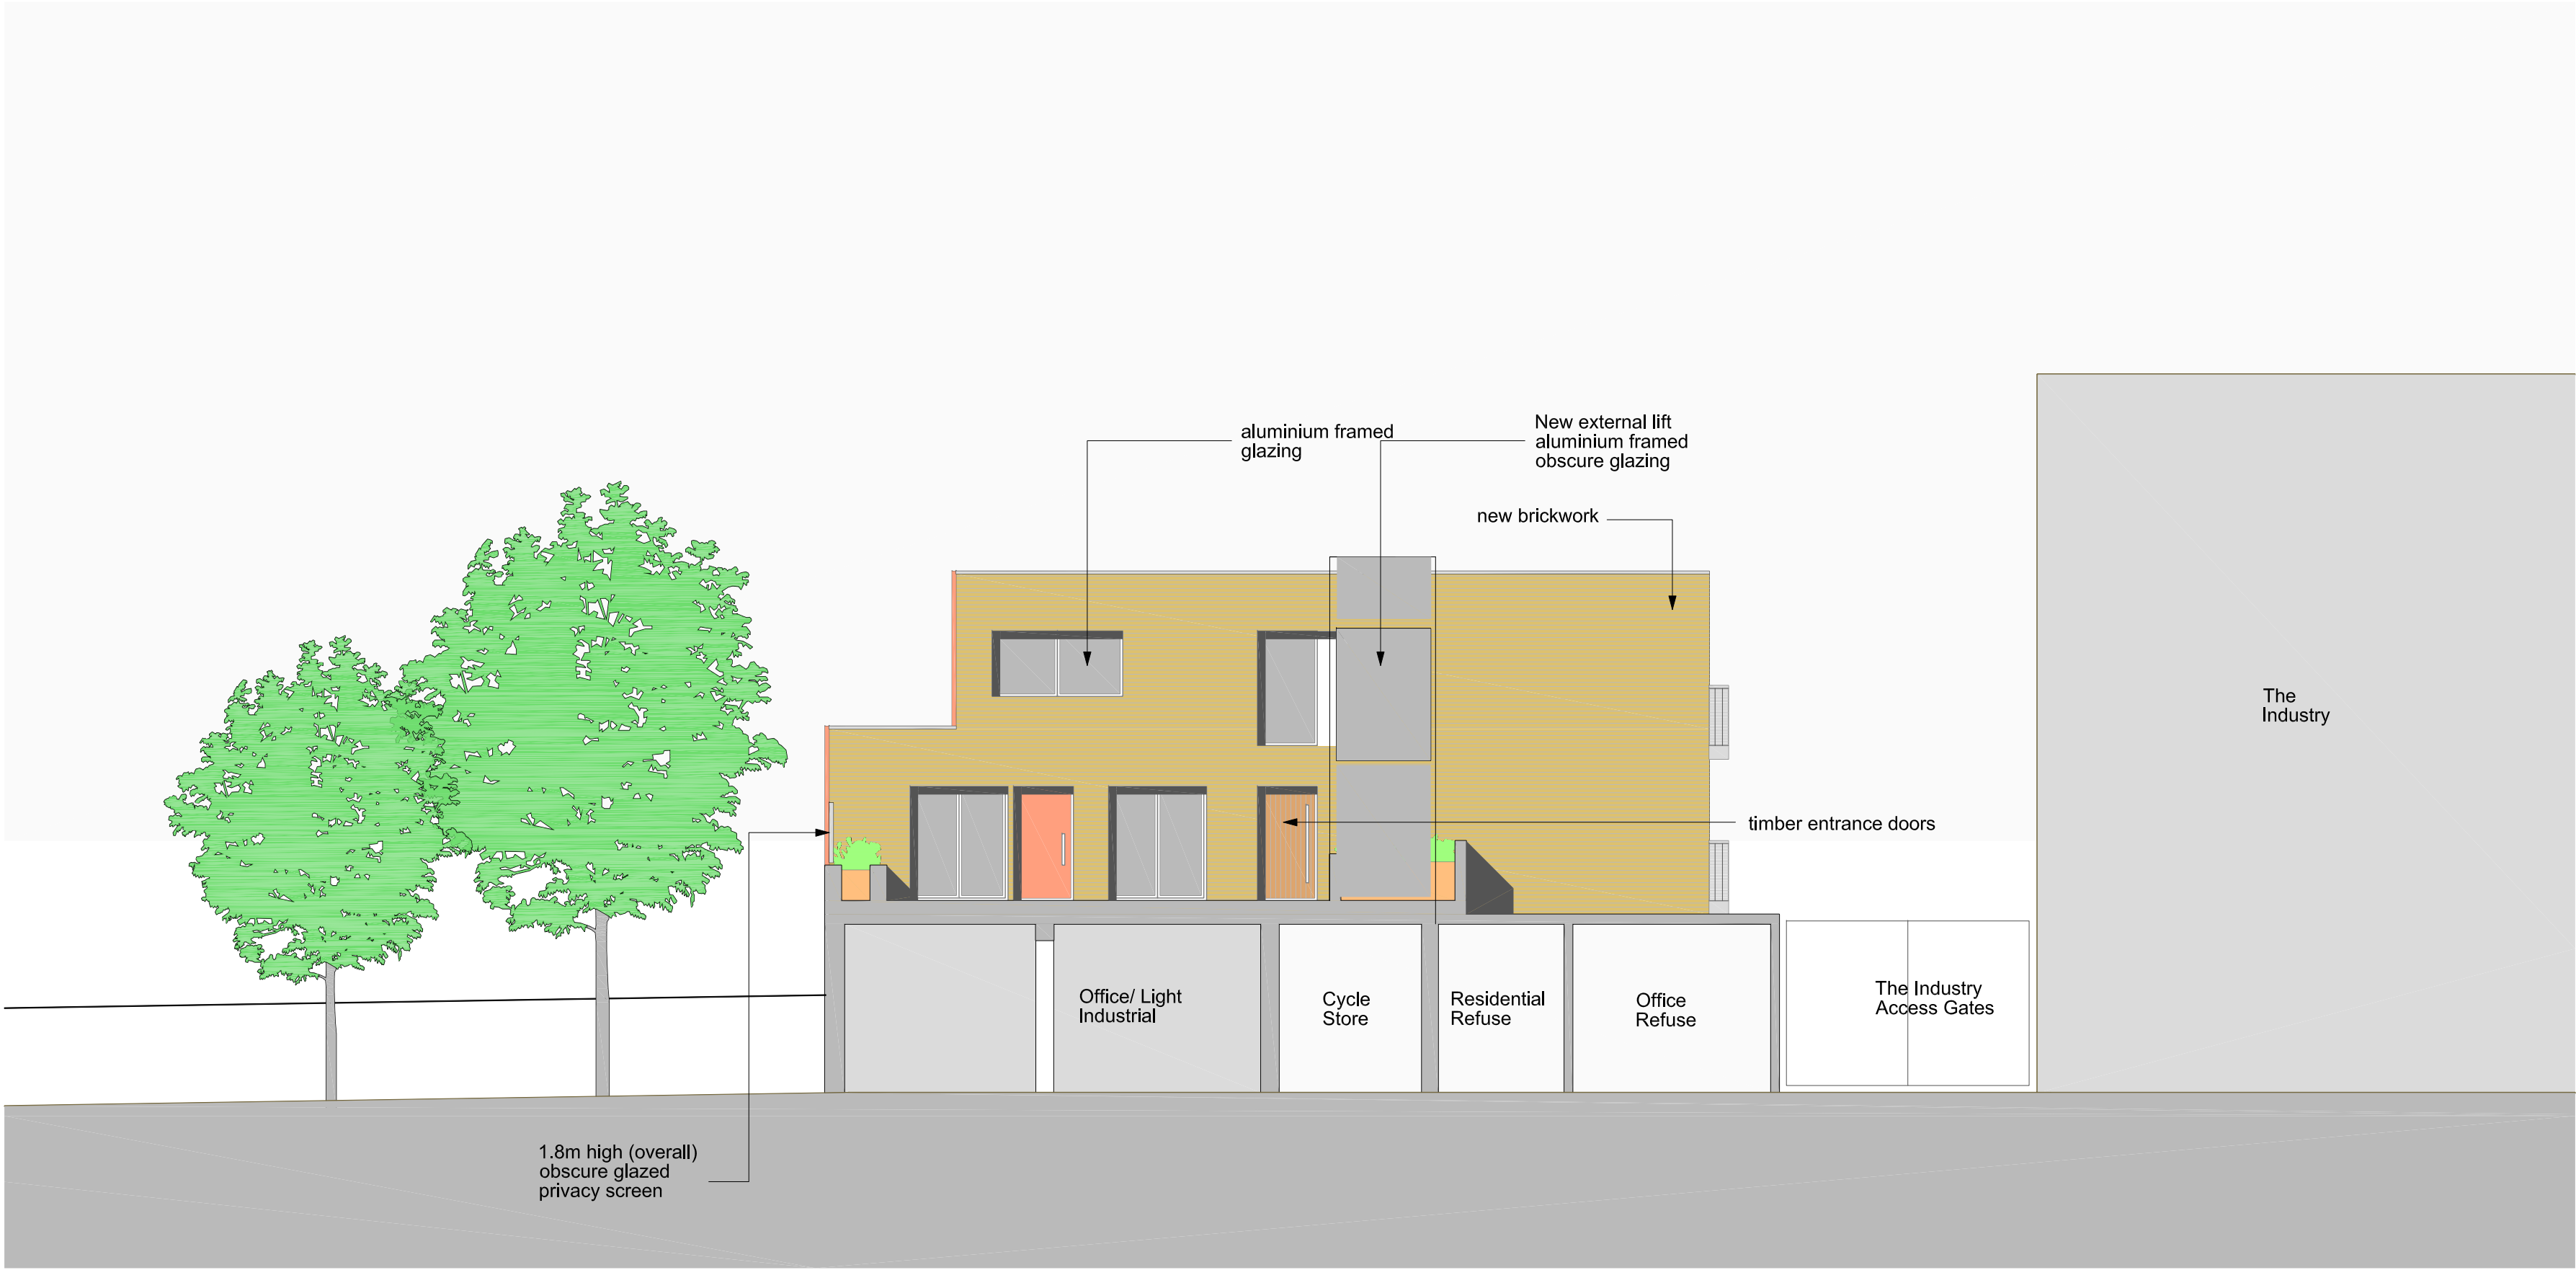 aluminium framed
glazing
New external lift
aluminium framed
obscure glazing
new brickwork
The
Industry
timber entrance doors
Office/ Light
Industrial
Cycle
Store
Residential
Refuse
Office
Refuse
The Industry
Access Gates
1.8m high (overall)
obscure glazed
privacy screen